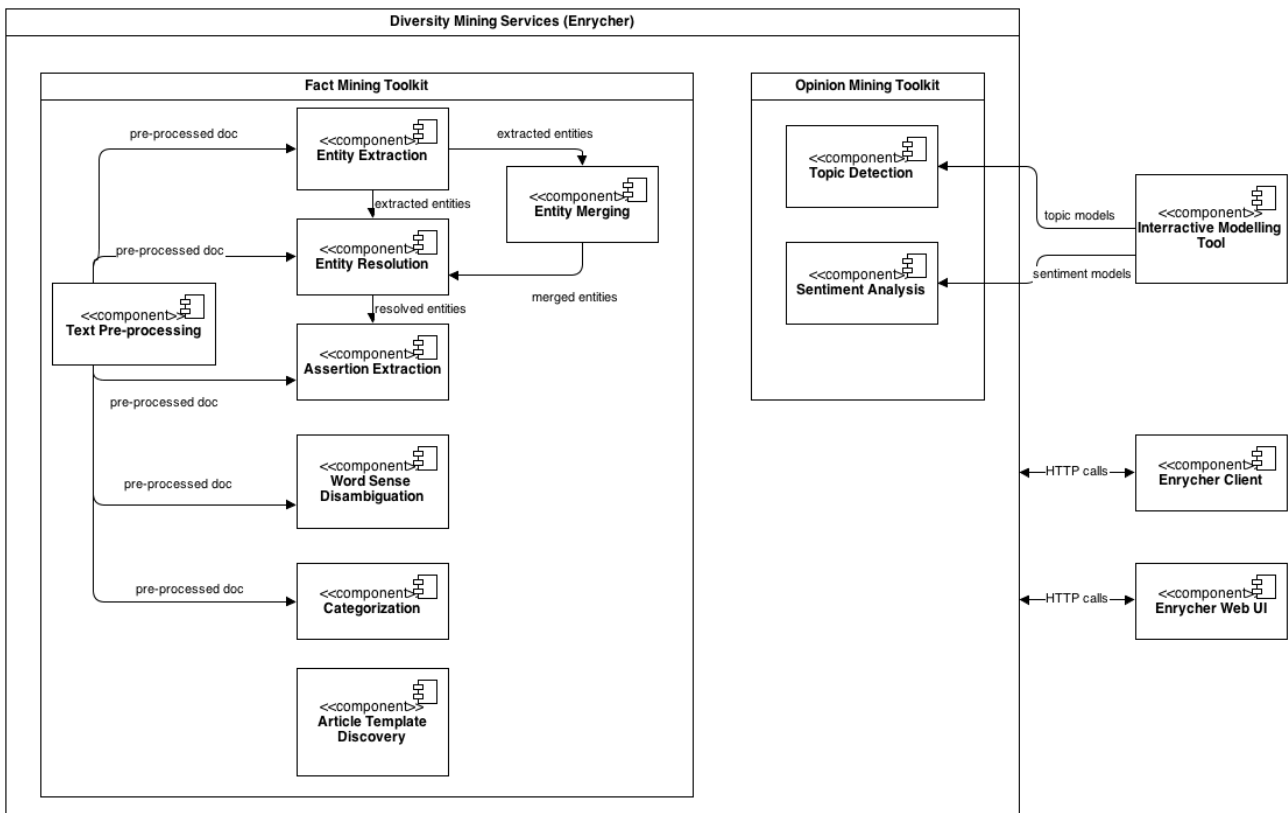 Diversity Mining Services (Enrycher)
Fact Mining Toolkit
Opinion Mining Toolkit
pre-processed doc
<<component>>
Entity Extraction
extracted entities
<<component>>
Entity Merging
extracted entities
pre-processed doc
<<component>>
Entity Resolution
merged entities
resolved entities
<<component>>
Text Pre-processing
<<component>>
Assertion Extraction
pre-processed doc
<<component>>
Word Sense
Disambiguation
pre-processed doc
<<component>>
Categorization
pre-processed doc
<<component>>
Article Template
Discovery
<<component>>
Topic Detection
<<component>>
Sentiment Analysis
topic models
sentiment models
<<component>>
Interractive Modelling
Tool
HTTP calls
<<component>>
Enrycher Client
HTTP calls
<<component>>
Enrycher Web UI